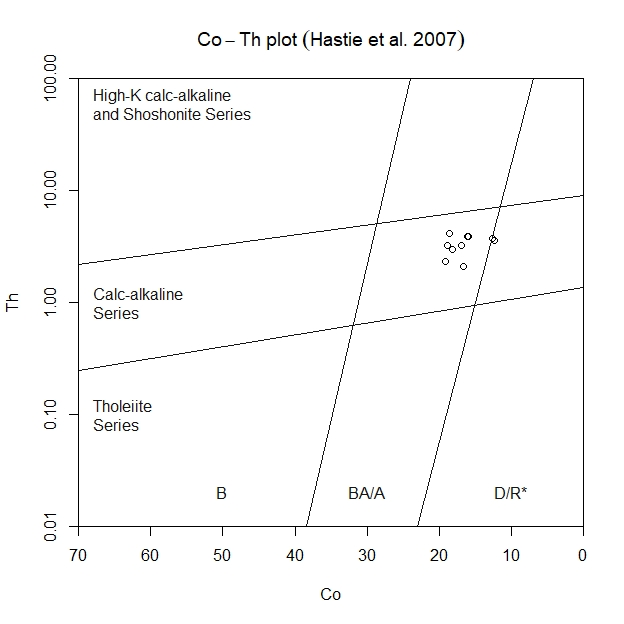 Co – Th plot (Hastie et al. 2007)
100.00
High-K calc-alkaline
and Shoshonite Series
10.00
Th
1.00
Calc-alkaline
Series
0.10
Tholeiite
Series
B BA/A D/R*
0.01
70 60 50 40 30 20 10 0
Co